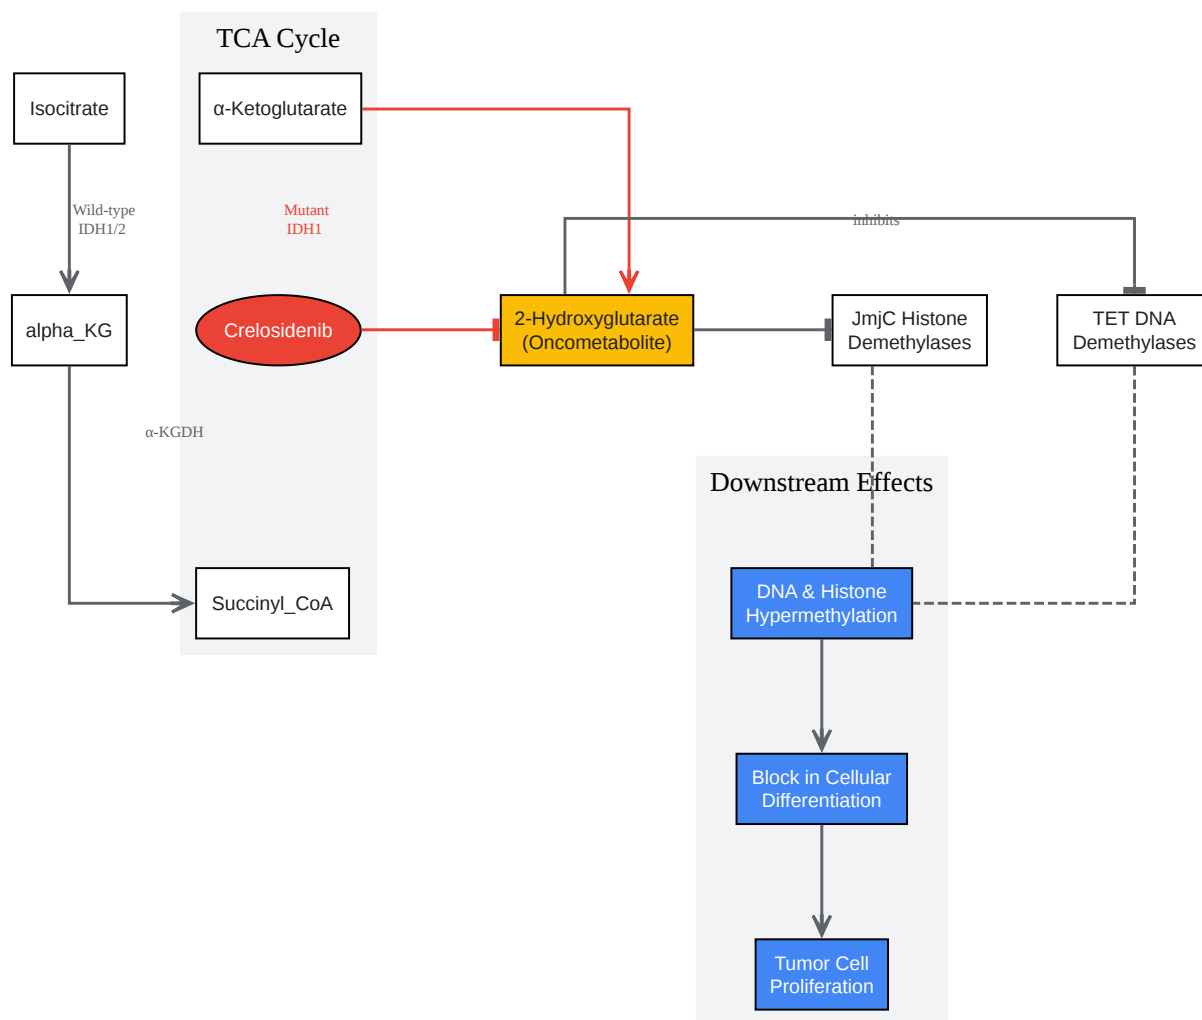 TCA Cycle
Isocitrate
α-Ketoglutarate
Wild-type
IDH1/2
Mutant
IDH1
inhibits
alpha_KG
Crelosidenib
2-Hydroxyglutarate
(Oncometabolite)
JmjC Histone
Demethylases
TET DNA
Demethylases
α-KGDH
Downstream Effects
Succinyl_CoA
DNA & Histone
Hypermethylation
Block in Cellular
Differentiation
Tumor Cell
Proliferation